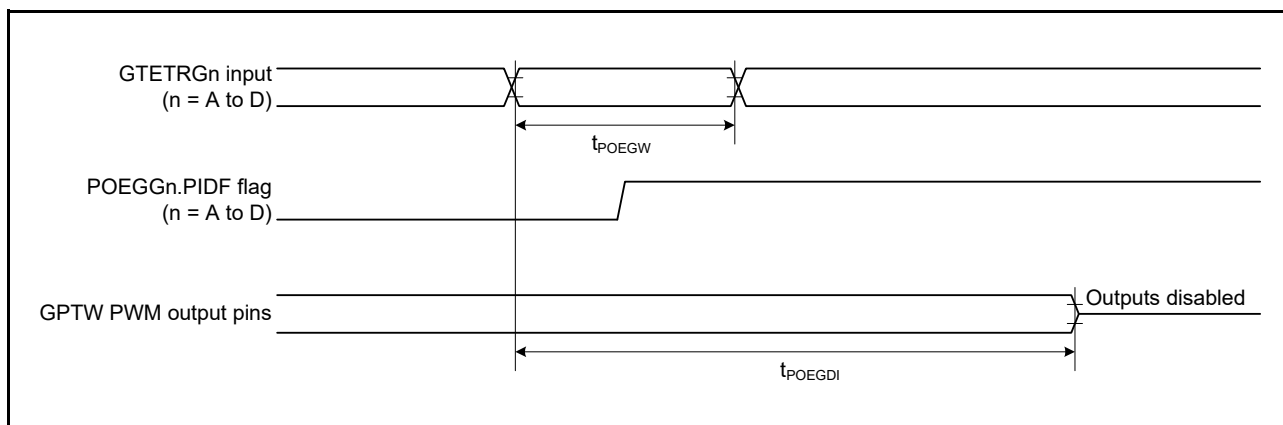 GTETRGn input
(n = A to D)
tPOEGW
POEGGn.PIDF flag
(n = A to D)
Outputs disabled
GPTW PWM output pins
tPOEGDI